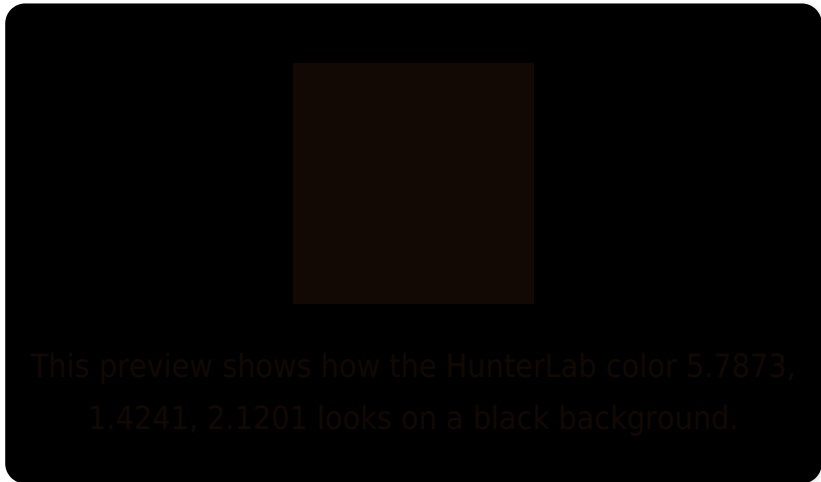 This preview shows how the HunterLab color 5.7873,
1.4241, 2.1201 looks on a black background.